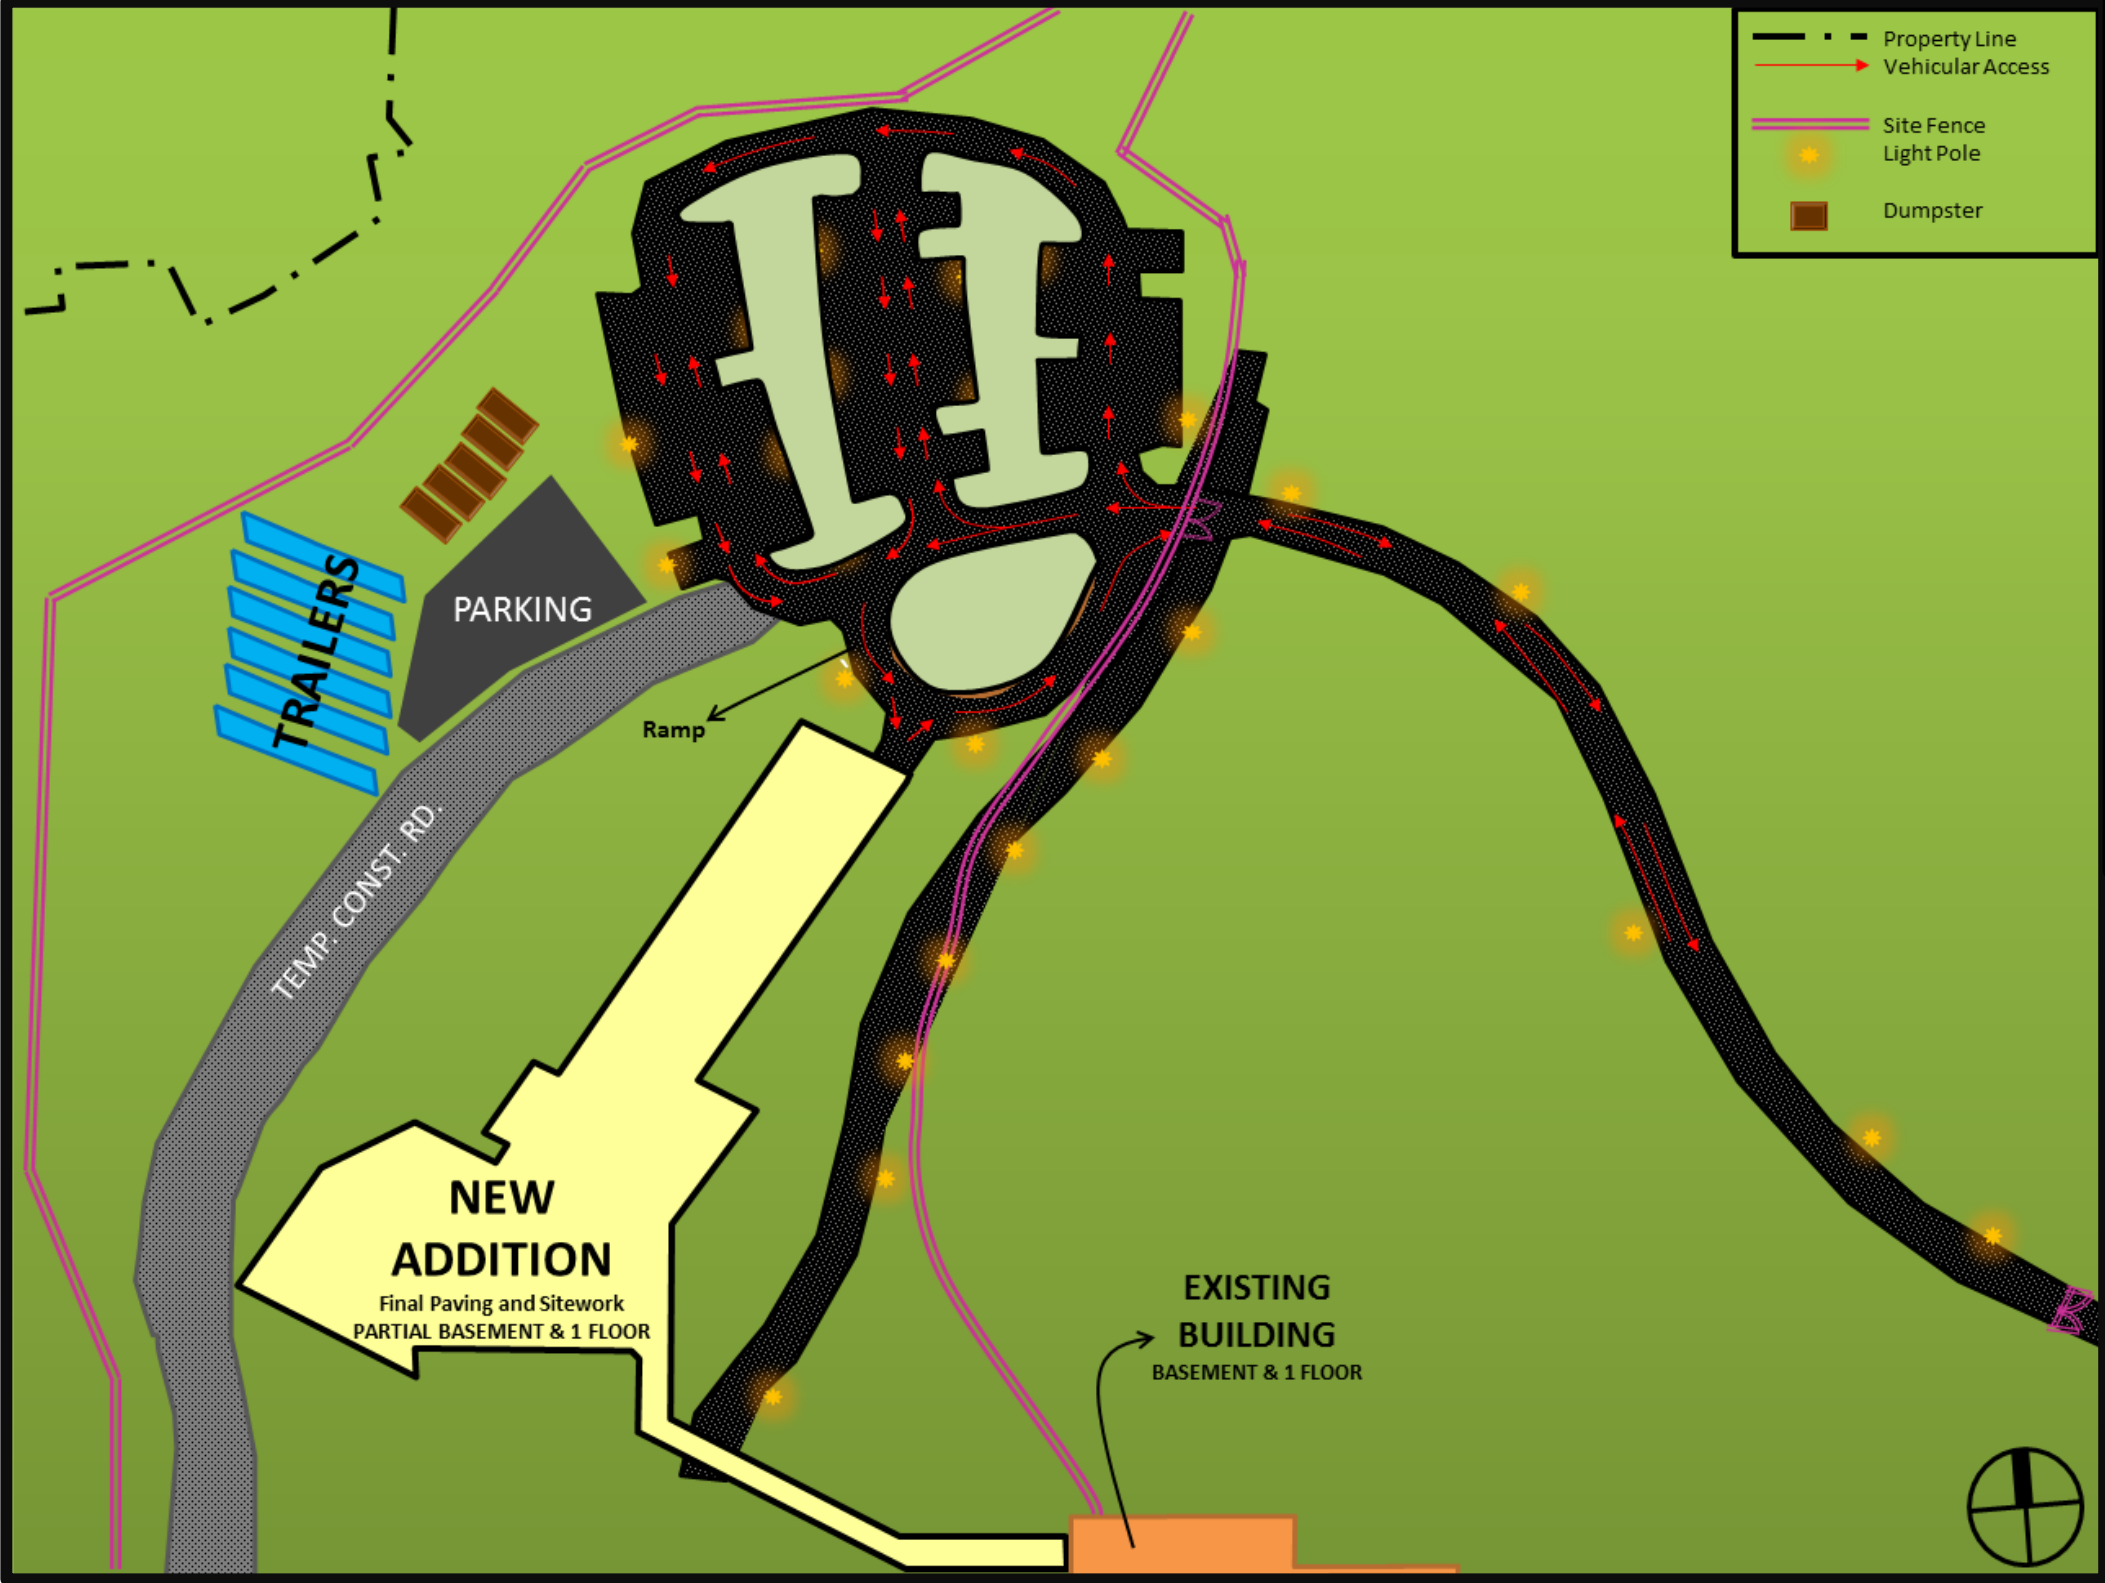 Property Line
Vehicular Access
Site Fence
Light Pole
Dumpster
PARKING
TRAILERS
Ramp
TEMP. CONST. RD.
NEW
ADDITION
Final Paving and Sitework
PARTIAL BASEMENT & 1 FLOOR
EXISTING
BUILDING
BASEMENT & 1 FLOOR